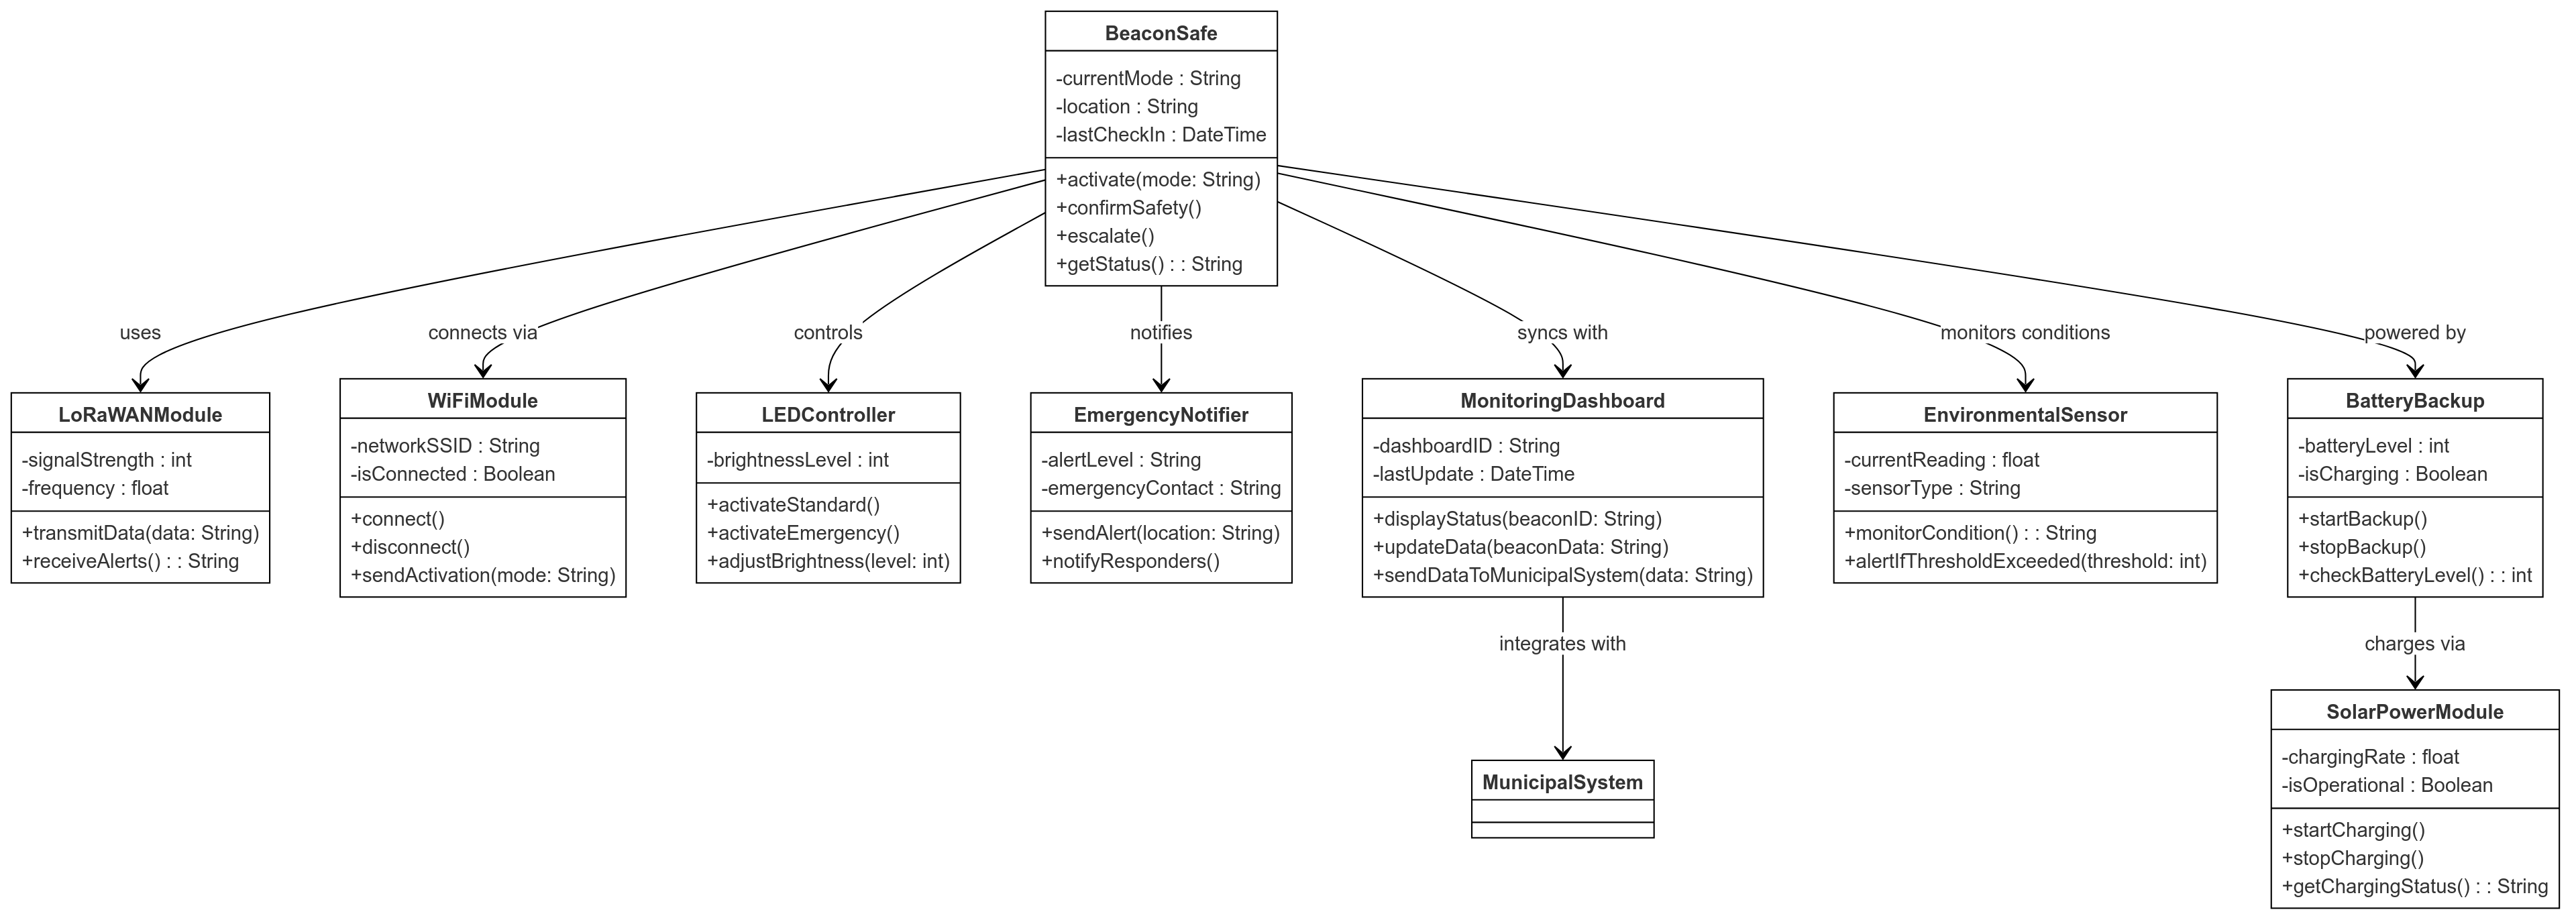 BeaconSafe
-currentMode : String
-location : String
-lastCheckIn : DateTime
+activate(mode: String)
+confirmSafety()
+escalate()
+getStatus() : : String
uses
connects via
controls
notifies
syncs with
monitors conditions
powered by
LoRaWANModule
-signalStrength : int
-frequency : float
+transmitData(data: String)
+receiveAlerts() : : String
WiFiModule
-networkSSID : String
-isConnected : Boolean
+connect()
+disconnect()
+sendActivation(mode: String)
LEDController
-brightnessLevel : int
+activateStandard()
+activateEmergency()
+adjustBrightness(level: int)
EmergencyNotifier
-alertLevel : String
-emergencyContact : String
+sendAlert(location: String)
+notifyResponders()
MonitoringDashboard
-dashboardID : String
-lastUpdate : DateTime
+displayStatus(beaconID: String)
+updateData(beaconData: String)
+sendDataToMunicipalSystem(data: String)
EnvironmentalSensor
-currentReading : float
-sensorType : String
+monitorCondition() : : String
+alertIfThresholdExceeded(threshold: int)
BatteryBackup
-batteryLevel : int
-isCharging : Boolean
+startBackup()
+stopBackup()
+checkBatteryLevel() : : int
integrates with
charges via
MunicipalSystem
SolarPowerModule
-chargingRate : float
-isOperational : Boolean
+startCharging()
+stopCharging()
+getChargingStatus() : : String